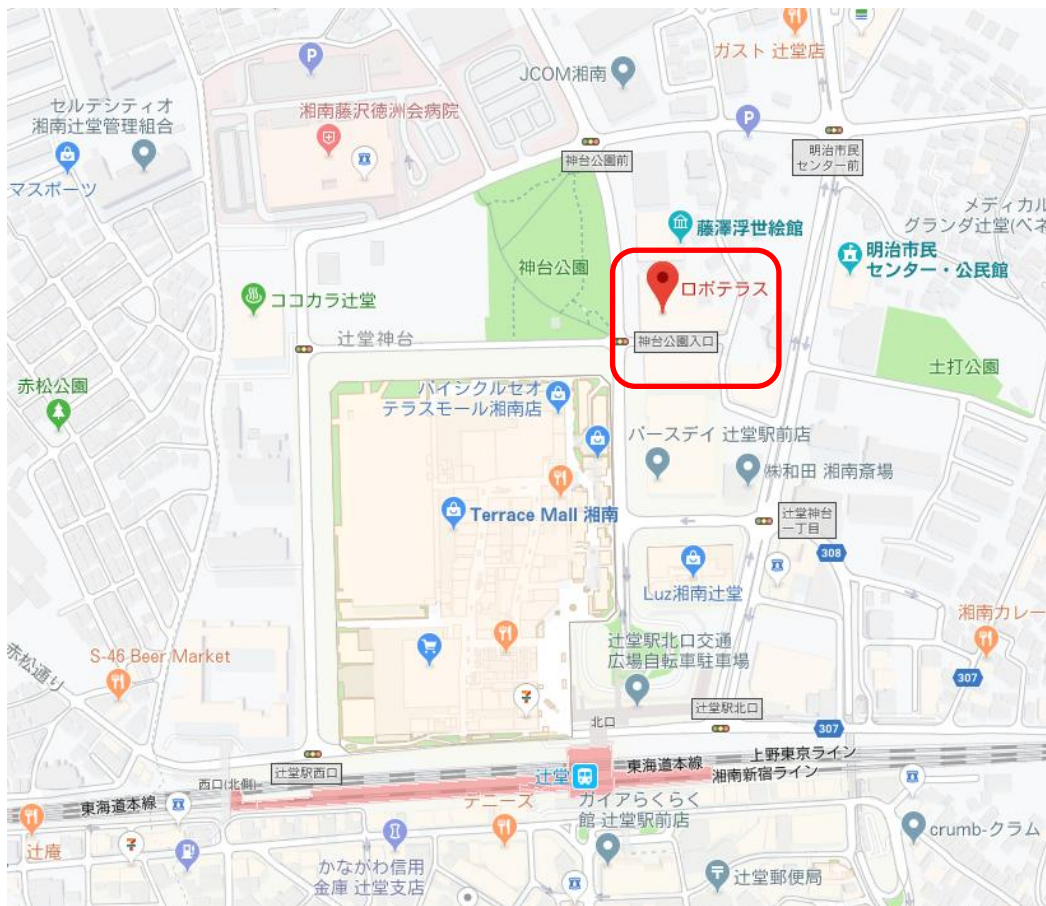 ガスト 辻堂店
JCOM湘南
P
P
セルテシティオ
湘南辻堂管理組合
湘南藤沢徳洲会病院
明治市民
センター前
神台公園前
マスポーツ
メディカル
グランダ辻堂(ベネ
藤澤浮世絵館
明治市民
センター・公民館
神台公園
ロボテラス
ココカラ辻堂
辻堂神台
神台公園入口
土打公園
赤松公園
パインクルセオ
テラスモール湘南店
バースデイ 辻堂駅前店
㈱和田 湘南斎場
Terrace Mall 湘南
辻堂神台
一丁目
308
Luz湘南辻堂
湘南カレー
辻堂駅北口交通
広場自転車駐車場
赤松通り
S-46 Beer Market
307
辻堂駅北口
北口
307
辻堂駅西口
上野東京ライン
東海道本線
湘南新宿ライン
辻堂
西口(北側)
東海道本線
デニーズ
ガイアらくらく
館 辻堂駅前店
crumb-クラム
辻庵
かながわ信用
金庫 辻堂支店
辻堂郵便局